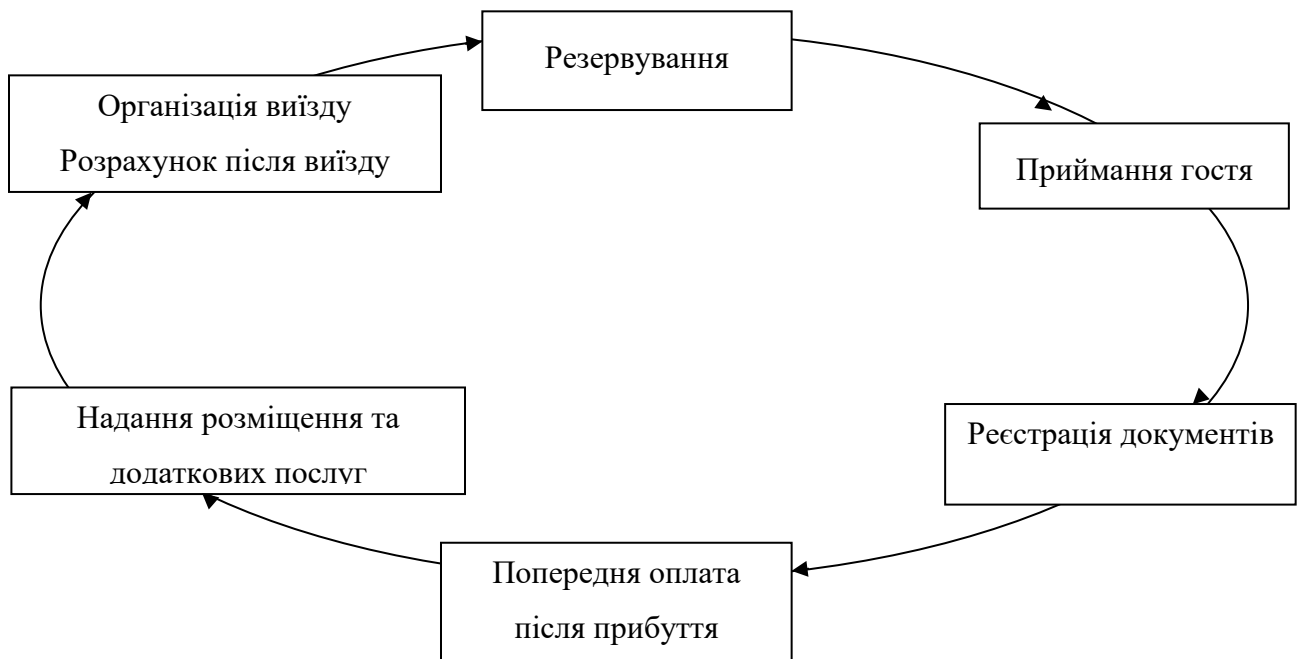 Резервування
Приймання гостя
Реєстрація документів
Попередня оплата
після прибуття
Надання розміщення та
додаткових послуг
Організація виїзду
Розрахунок після виїзду